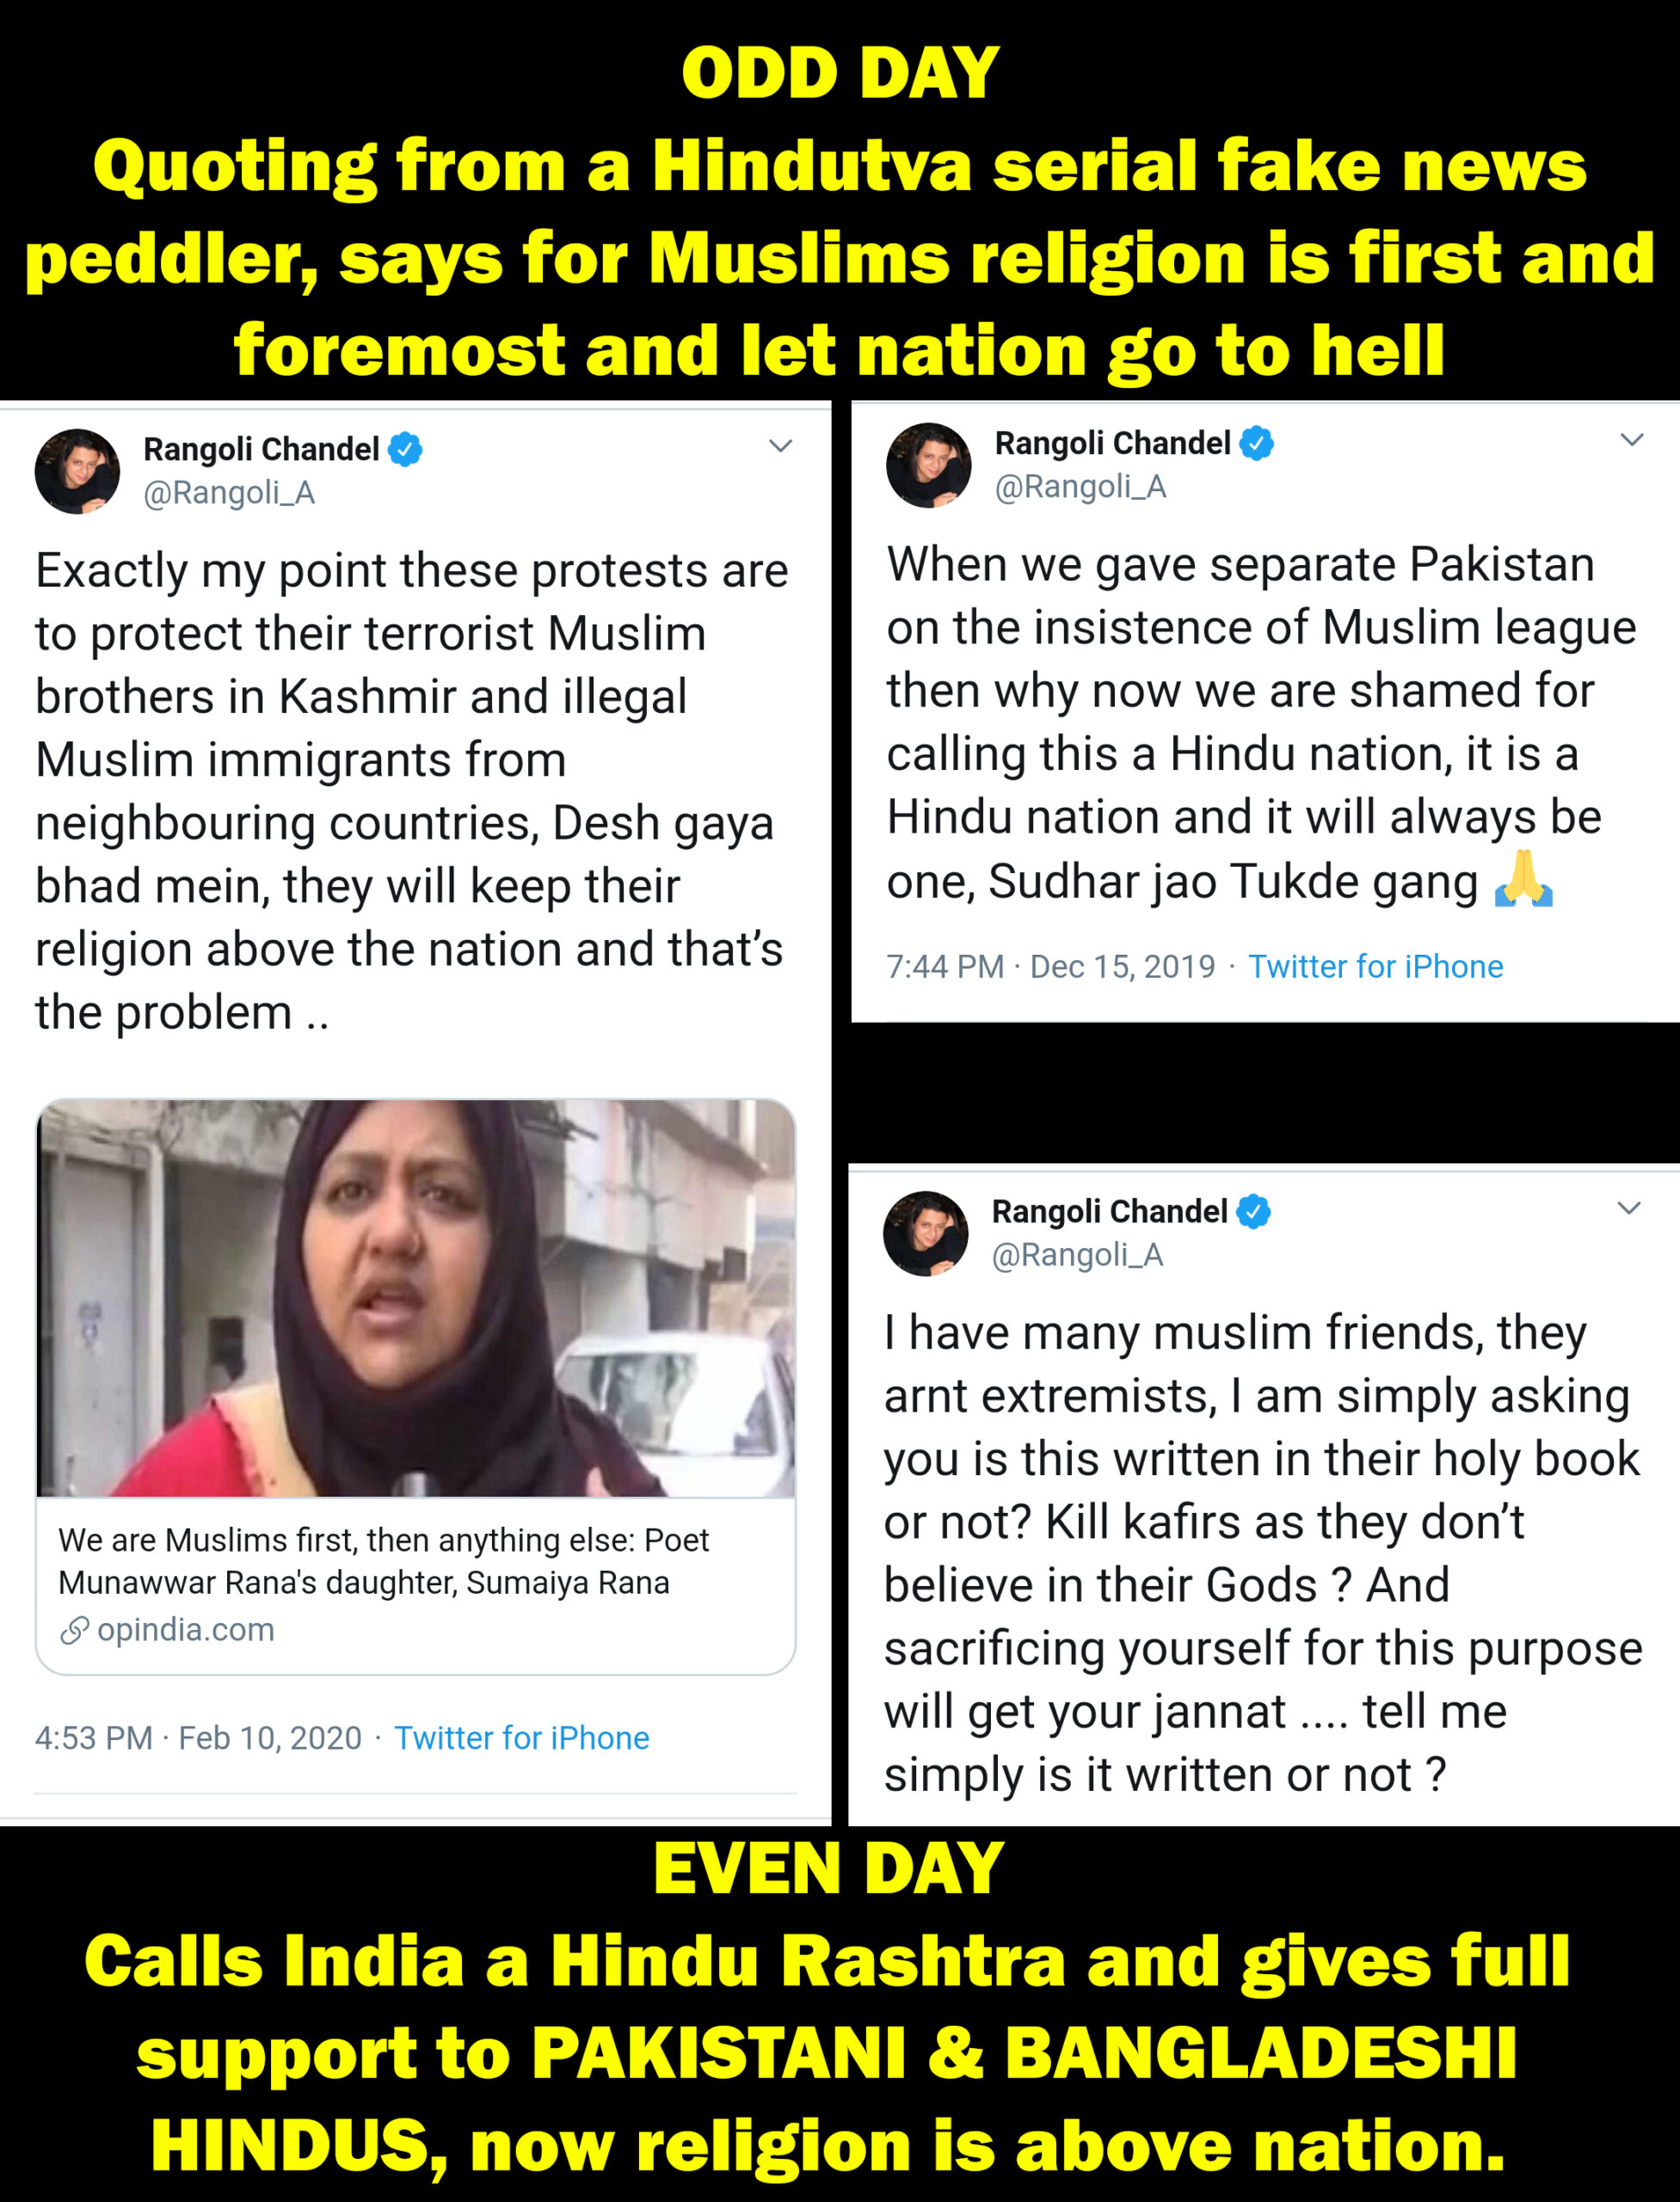 ODD DAY
Quoting from a Hindutva serial fake news
peddler, says for Muslims religion is first and
foremost and let nation go to hell
Rangoli Chandel
@Rangoli_A
Exactly my point these protests are
to protect their terrorist Muslim
brothers in Kashmir and illegal
Muslim immigrants from
neighbouring countries, Desh gaya
bhad mein, they will keep their
religion above the nation and that’s
the problem ..
We are Muslims first, then anything else: Poet
Munawwar Rana's daughter, Sumaiya Rana
opindia.com
4:53 PM · Feb 10, 2020 · Twitter for iPhone
Rangoli Chandel
@Rangoli_A
When we gave separate Pakistan
on the insistence of Muslim league
then why now we are shamed for
calling this a Hindu nation, it is a
Hindu nation and it will always be
one, Sudhar jao Tukde gang 🙏
7:44 PM · Dec 15, 2019 · Twitter for iPhone
Rangoli Chandel
@Rangoli_A
I have many muslim friends, they
arnt extremists, I am simply asking
you is this written in their holy book
or not? Kill kafirs as they don’t
believe in their Gods ? And
sacrificing yourself for this purpose
will get your jannat .... tell me
simply is it written or not ?
EVEN DAY
Calls India a Hindu Rashtra and gives full
support to PAKISTANI & BANGLADESHI
HINDUS, now religion is above nation.